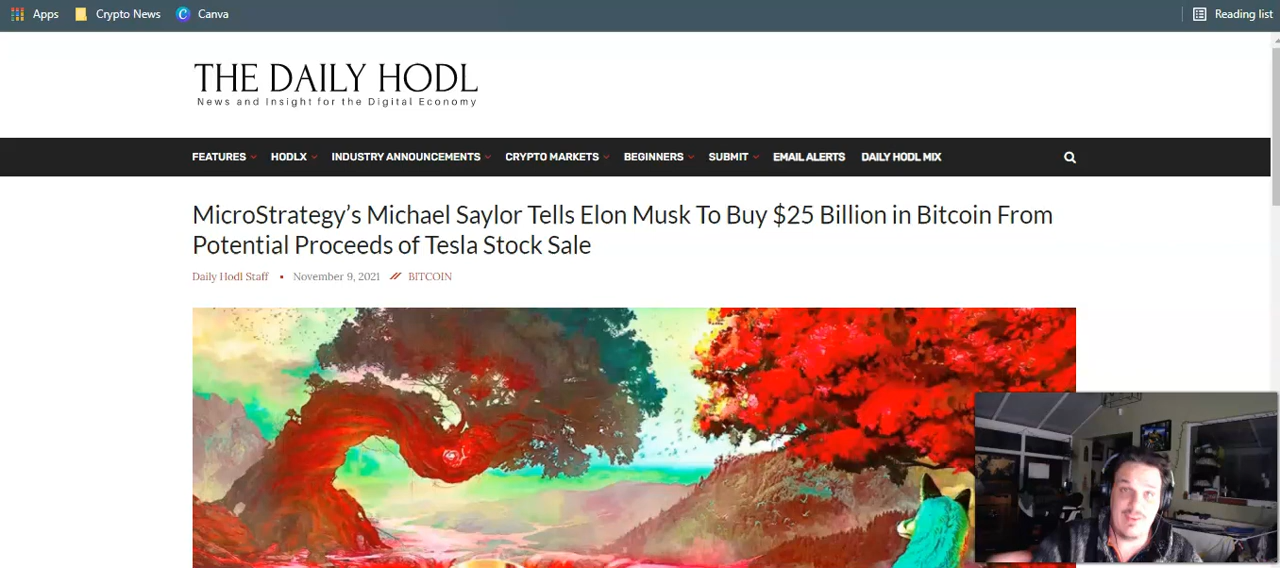 Apps Crypto News Canva Reading list
THE DAILY HODL
News and Insight for the Digital Economy
FEATURES HODLX INDUSTRY ANNOUNCEMENTS CRYPTO MARKETS BEGINNERS SUBMIT EMAIL ALERTS DAILY HODL MIX
MicroStrategy’s Michael Saylor Tells Elon Musk To Buy $25 Billion in Bitcoin From
Potential Proceeds of Tesla Stock Sale
Daily Hodl Staff • November 9, 2021 // BITCOIN